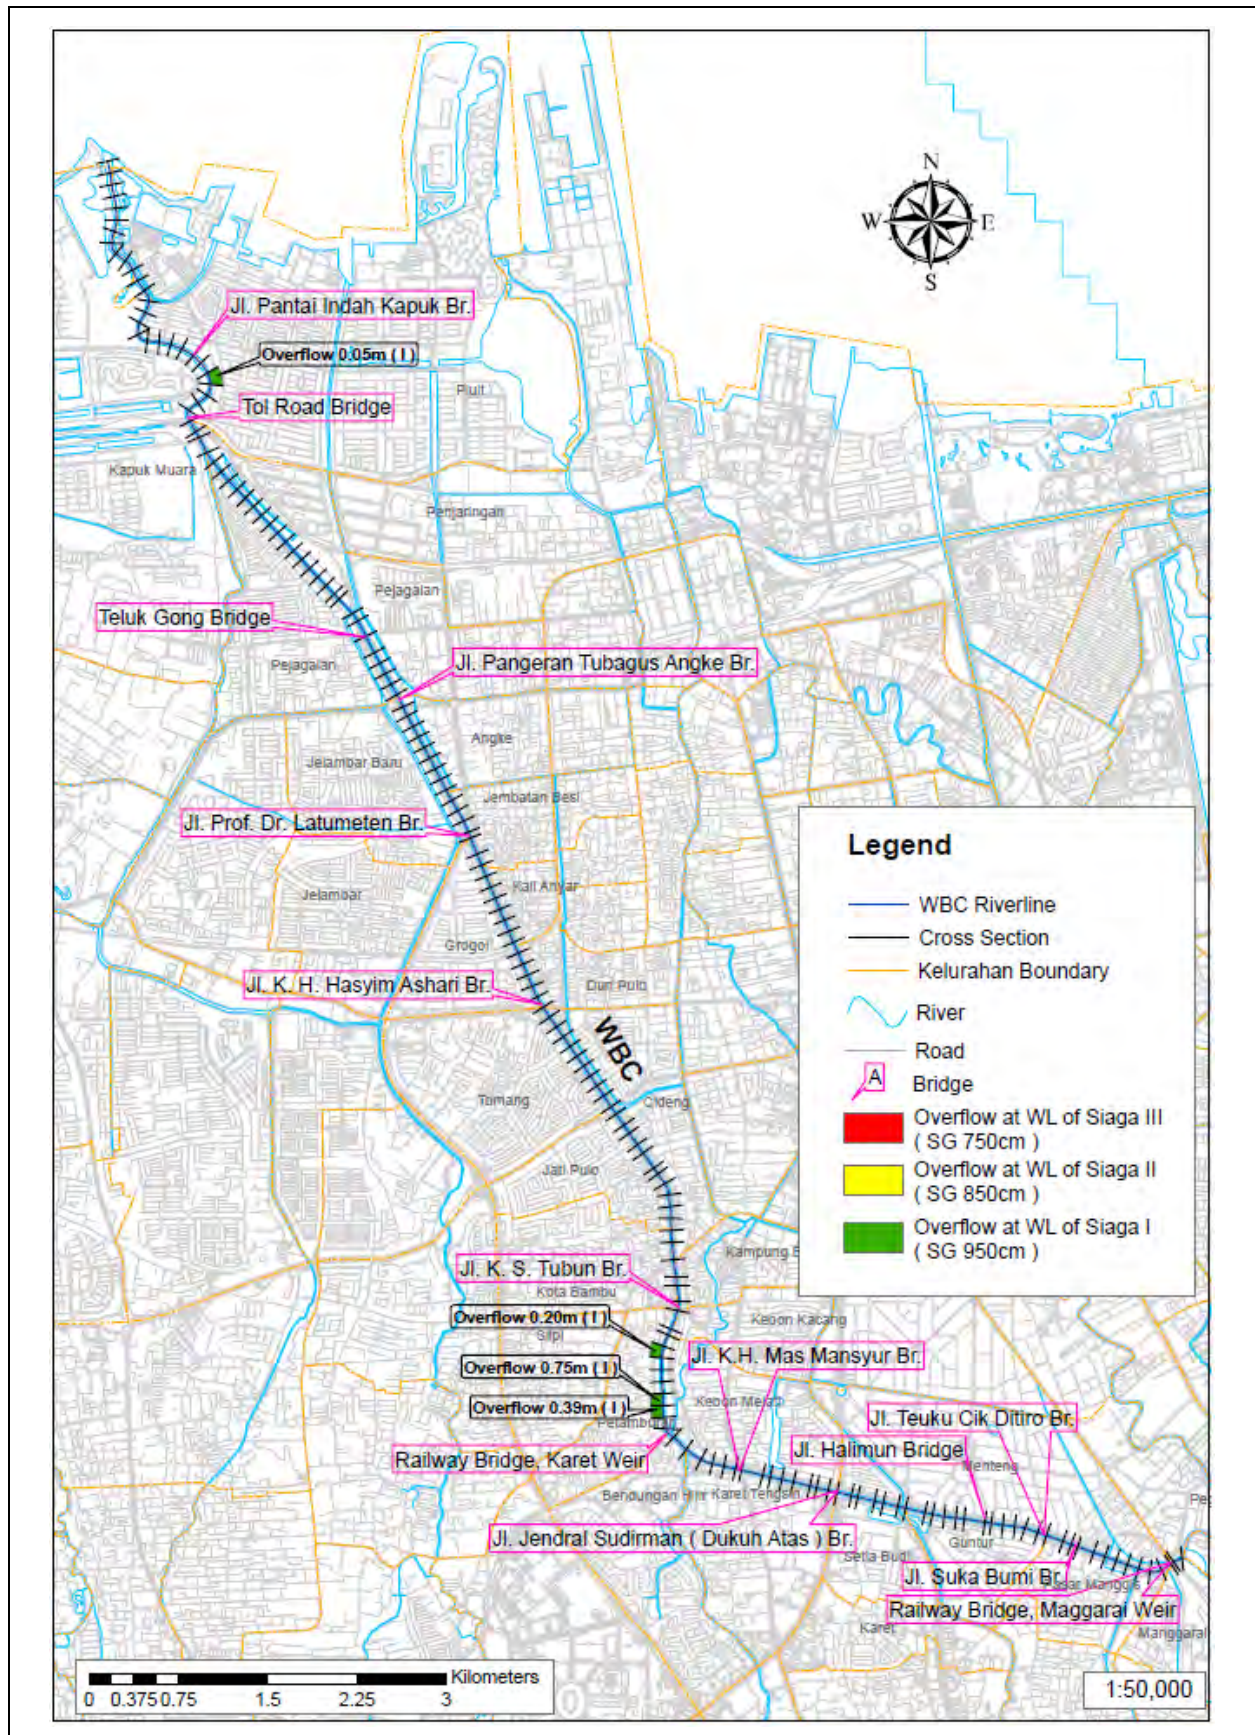 N
W E
S
Jl. Pantai Indah Kapuk Br.
Overflow 0.05m ( I )
Pluit
Tol Road Bridge
Kapuk Muara
Penjaringan
Pejagalan
Teluk Gong Bridge
Pejagalan
Jl. Pangeran Tubagus Angke Br.
Angke
Jelambar Baru
Jembatan Besi
Jl. Prof. Dr. Latumeten Br.
Kali Anyar
Jelambar
Grogol
Jl. K. H. Hasyim Ashari Br.
Duri Pulo
WBC
Tomang
Cideng
Jati Pulo
Kampung B
Jl. K. S. Tubun Br.
Kota Bambu
Overflow 0.20m ( I )
Slipi
Kebon Kacang
Jl. K.H. Mas Mansyur Br.
Overflow 0.75m ( I )
Kebon Melati
Overflow 0.39m ( I )
Petamburan
Jl. Teuku Cik Ditiro Br.
Jl. Halimun Bridge
Railway Bridge, Karet Weir
Menteng
Bendungan Hilir
Karet Tengsin
Jl. Jendral Sudirman ( Dukuh Atas ) Br.
Guntur
Setia Budi
Jl. Suka Bumi Br.
Pasar Manggis
Railway Bridge, Maggarai Weir
Karet
Manggarai
Legend
WBC Riverline
Cross Section
Kelurahan Boundary
River
Road
A
Bridge
Overflow at WL of Siaga III
( SG 750cm )
Overflow at WL of Siaga II
( SG 850cm )
Overflow at WL of Siaga I
( SG 950cm )
Kilometers
0 0.375 0.75 1.5 2.25 3
1:50,000